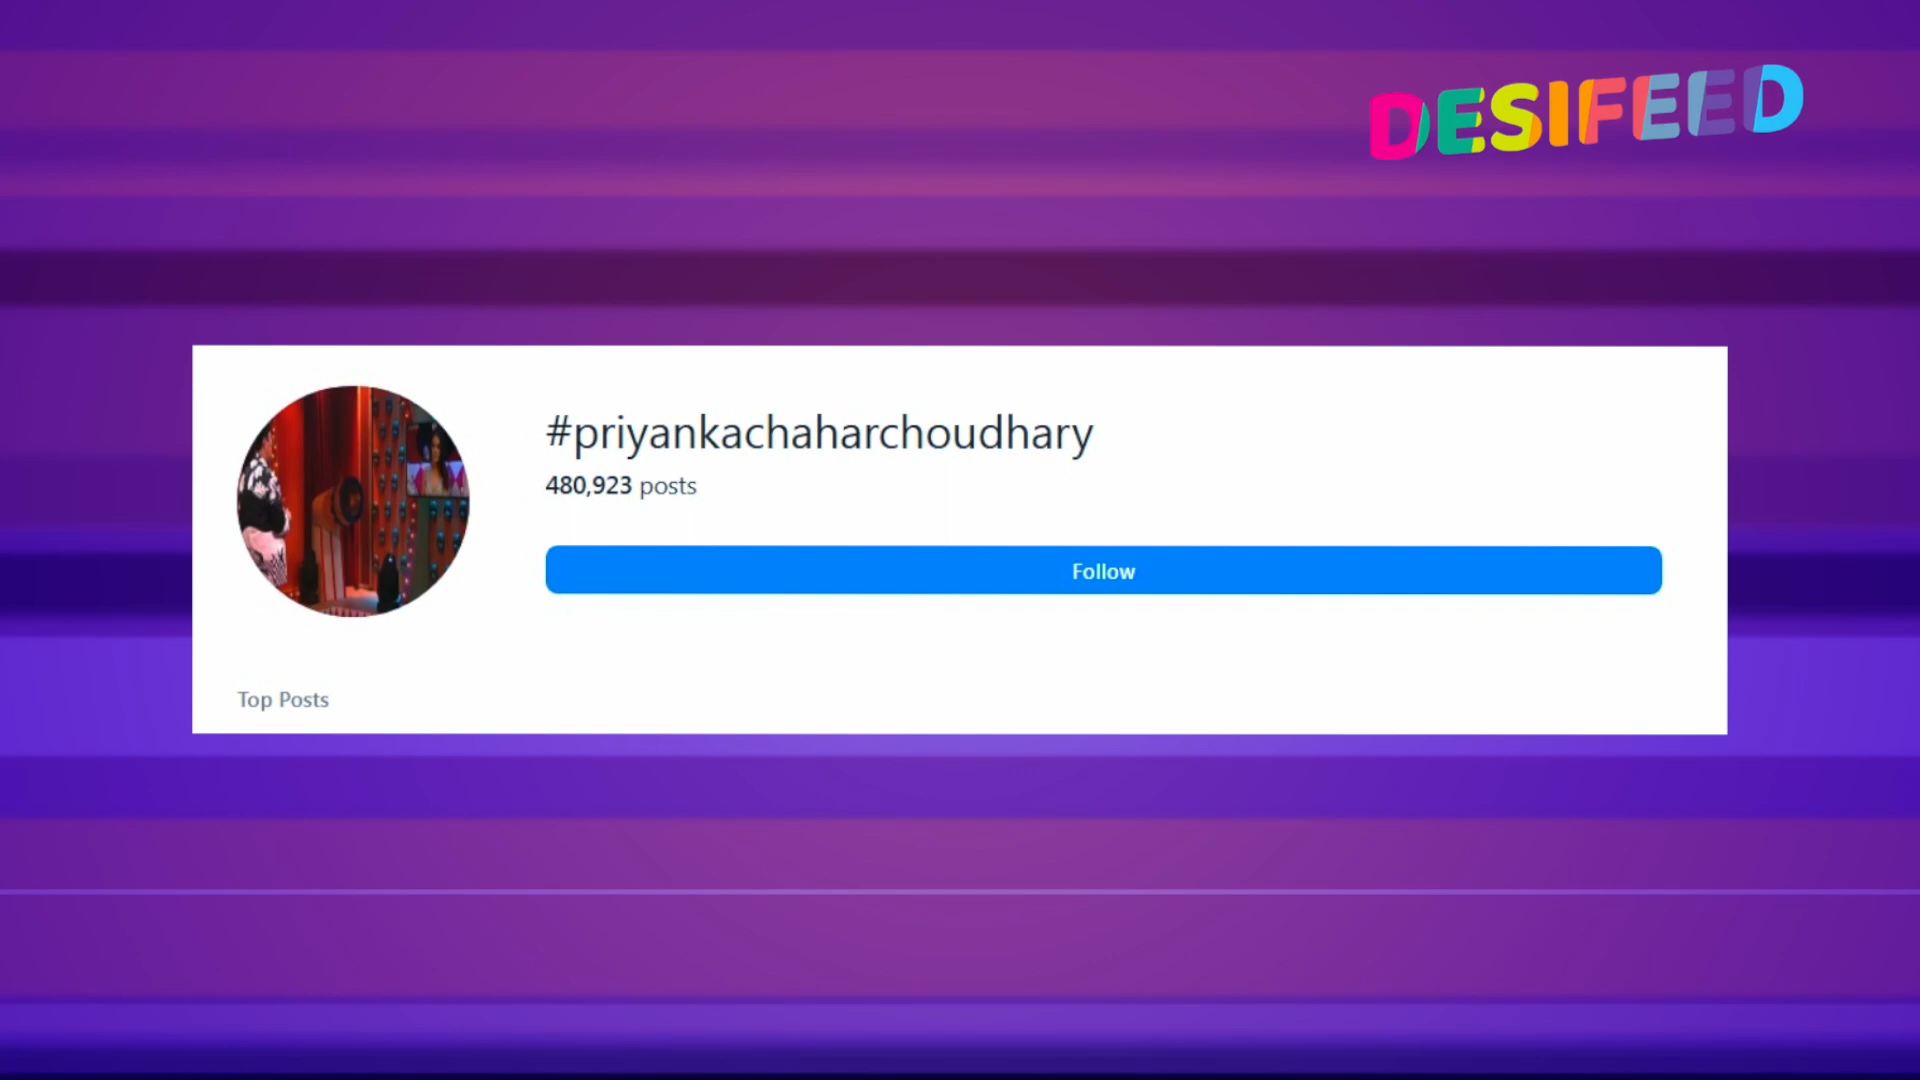 DESIFEED
#priyankachaharchoudhary
480,923 posts
Follow
Top Posts